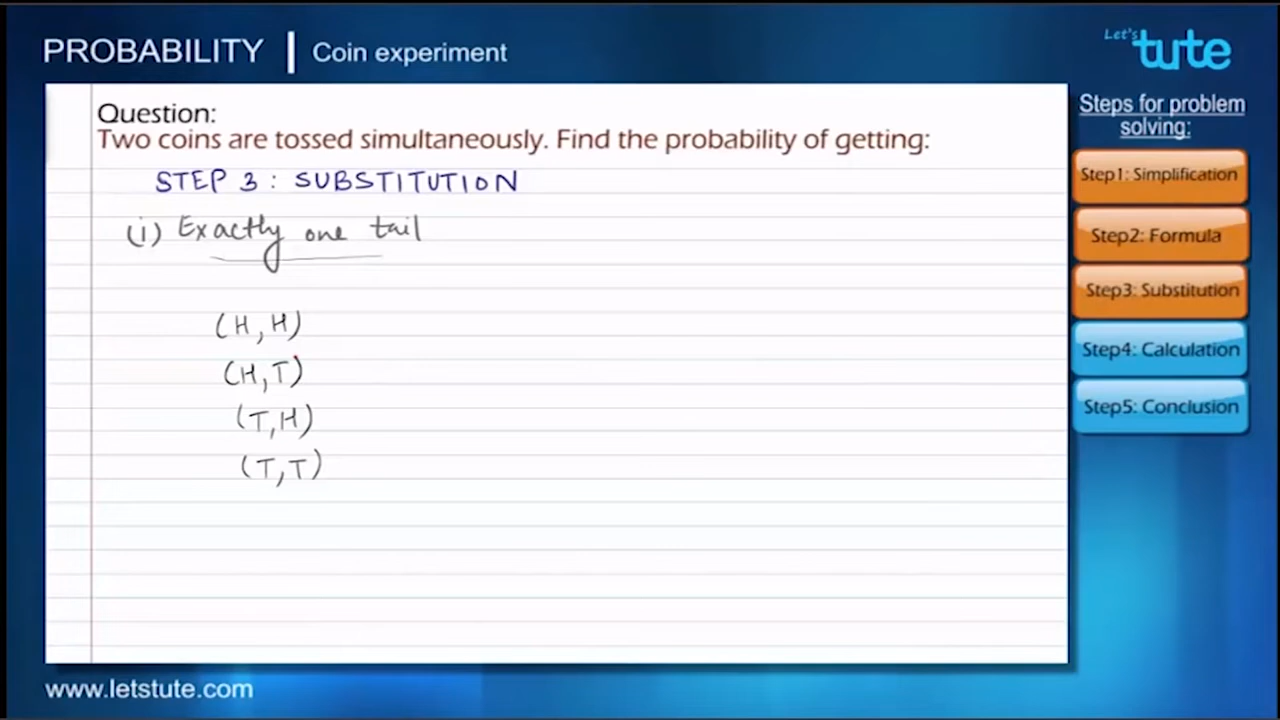 PROBABILITY | Coin experiment
Let's tute
Question:
Two coins are tossed simultaneously. Find the probability of getting:
STEP 3 : SUBSTITUTION
(i) Exactly one tail
(H, H)
(H, T)
(T, H)
(T, T)
Steps for problem
solving:
Step1: Simplification
Step2: Formula
Step3: Substitution
Step4: Calculation
Step5: Conclusion
www.letstute.com